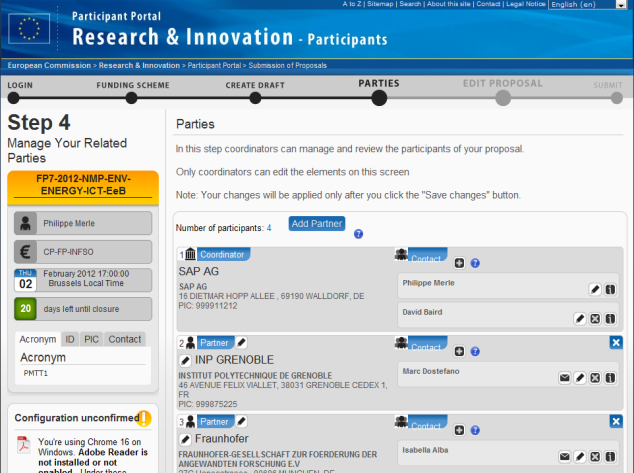 A to Z | Sitemap | Search | About this site | Contact | Legal Notice English (en)
Participant Portal
Research & Innovation - Participants
European Commission > Research & Innovation > Participant Portal > Submission of Proposals
LOGIN FUNDING SCHEME CREATE DRAFT PARTIES EDIT PROPOSAL SUBMIT
Step 4
Manage Your Related
Parties
FP7-2012-NMP-ENV-
ENERGY-ICT-EeB
Philippe Merle
€ CP-FP-INFSO
THU
02
February 2012 17:00:00
Brussels Local Time
20 days left until closure
Acronym ID PIC Contact
Acronym
PMTT1
Configuration unconfirmed
You're using Chrome 16 on
Windows. Adobe Reader is
not installed or not
enabled. Under these
Parties
In this step coordinators can manage and review the participants of your proposal.
Only coordinators can edit the elements on this screen
Note: Your changes will be applied only after you click the "Save changes" button.
Number of participants: 4 Add Partner
1 Coordinator
SAP AG
SAP AG
16 DIETMAR HOPP ALLEE , 69190 WALLDORF, DE
PIC: 999911212
Contact
Philippe Merle
David Baird
2 Partner
INP GRENOBLE
INSTITUT POLYTECHNIQUE DE GRENOBLE
46 AVENUE FELIX VIALLET, 38031 GRENOBLE CEDEX 1,
FR
PIC: 999875225
Contact
Marc Dostefano
3 Partner
Fraunhofer
FRAUNHOFER-GESELLSCHAFT ZUR FOERDERUNG DER
ANGEWANDTEN FORSCHUNG E.V
Contact
Isabella Alba